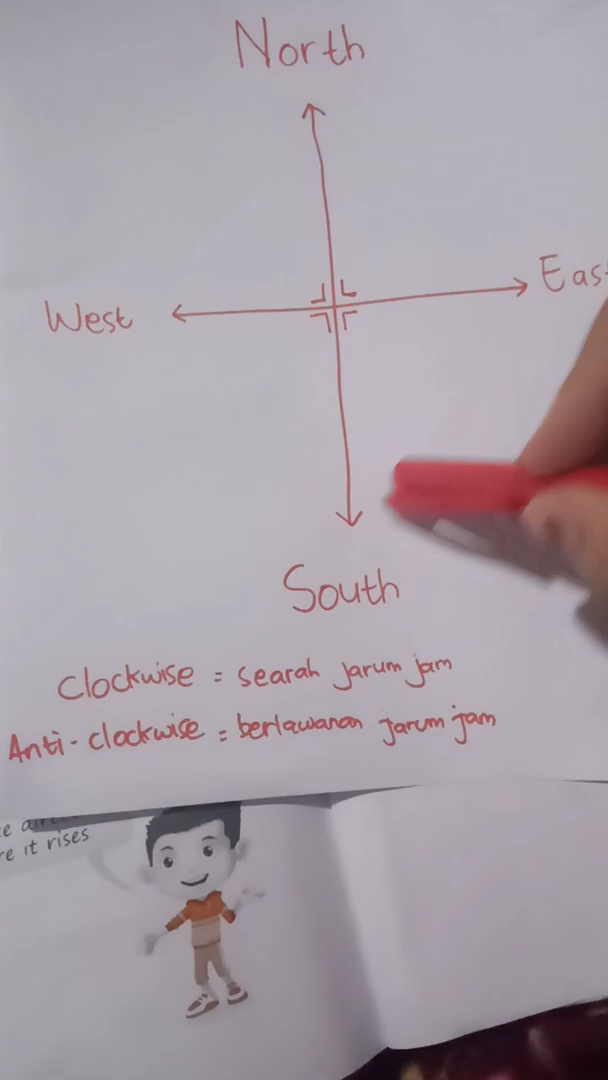 North
West
Eas
South
Clockwise = searah jarum jam
Anti-clockwise = berlawanan jarum jam
re it rises